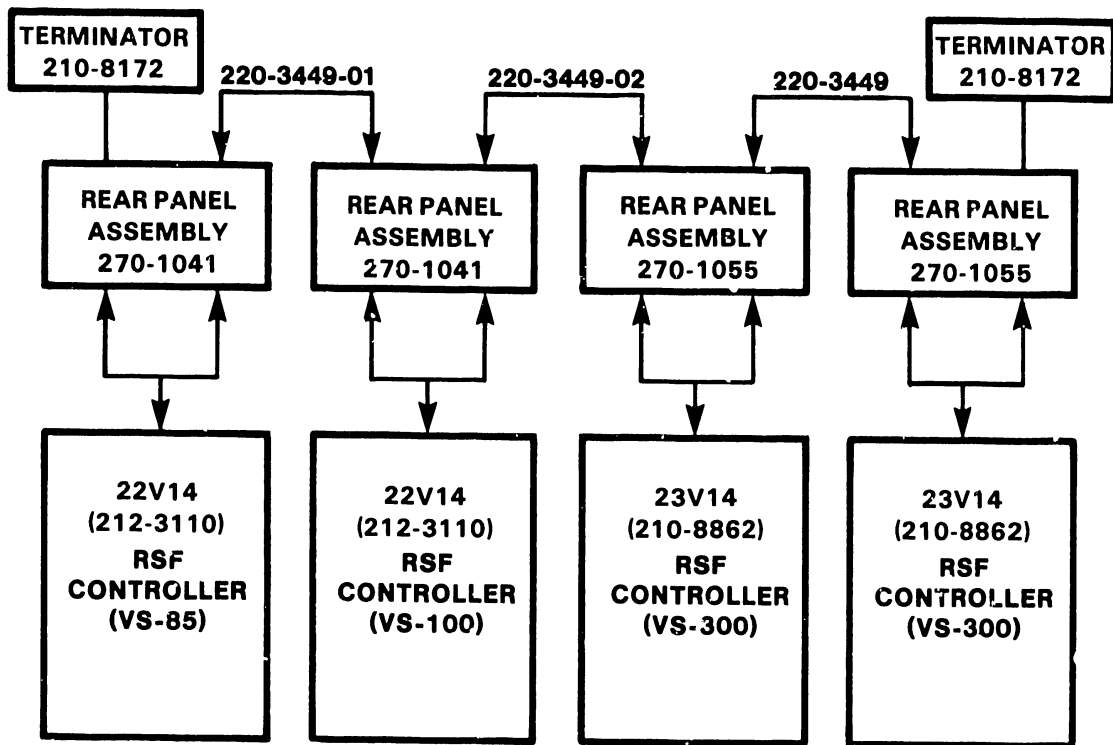 TERMINATOR
210-8172
TERMINATOR
210-8172
220-3449-01
220-3449-02
220-3449
REAR PANEL
ASSEMBLY
270-1041
REAR PANEL
ASSEMBLY
270-1041
REAR PANEL
ASSEMBLY
270-1055
REAR PANEL
ASSEMBLY
270-1055
22V14
(212-3110)
RSF
CONTROLLER
(VS-85)
22V14
(212-3110)
RSF
CONTROLLER
(VS-100)
23V14
(210-8862)
RSF
CONTROLLER
(VS-300)
23V14
(210-8862)
RSF
CONTROLLER
(VS-300)